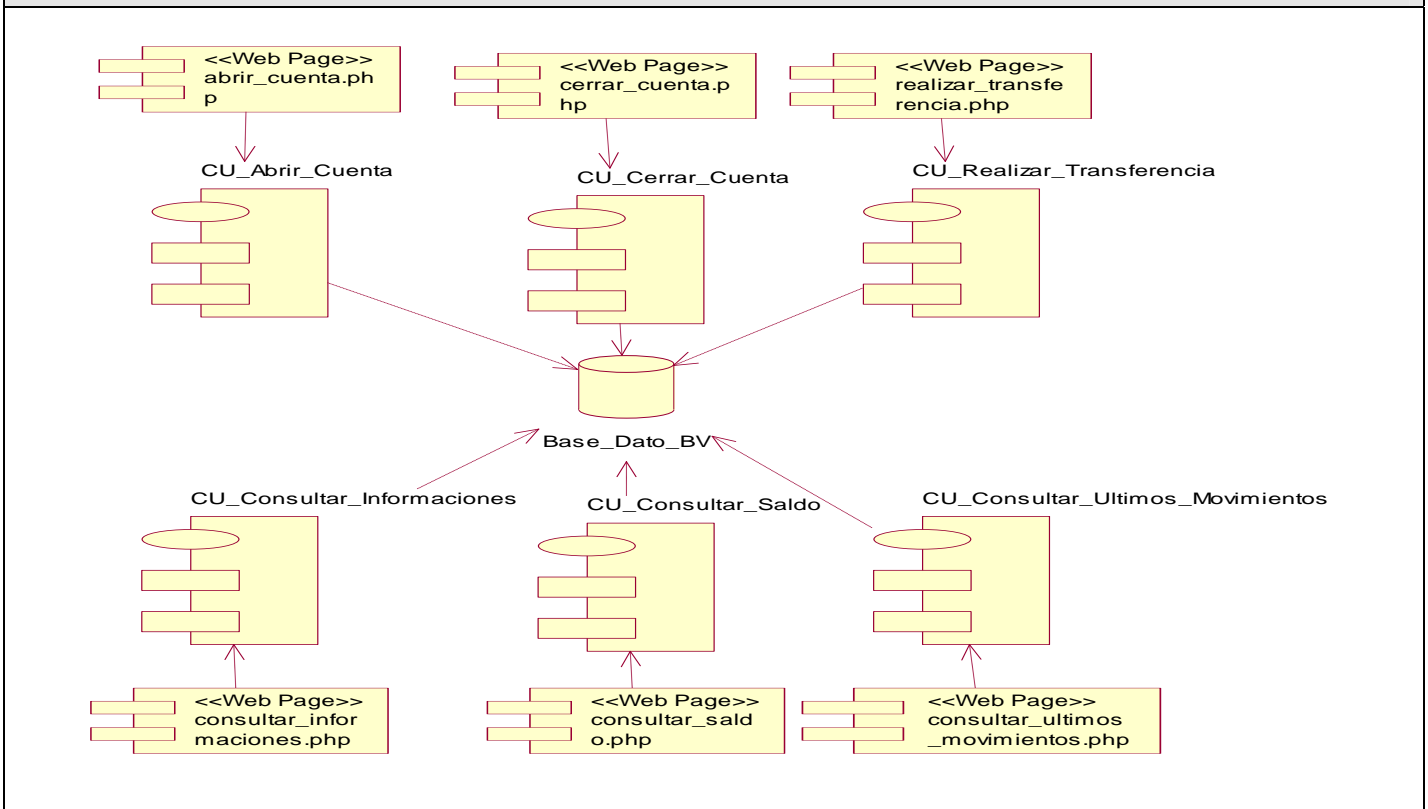 <<Web Page>>
abrir_cuenta.ph
p
<<Web Page>>
cerrar_cuenta.p
hp
<<Web Page>>
realizar_transfe
rencia.php
CU_Abrir_Cuenta
CU_Cerrar_Cuenta
CU_Realizar_Transferencia
Base_Dato_BV
CU_Consultar_Informaciones
CU_Consultar_Saldo
CU_Consultar_Ultimos_Movimientos
<<Web Page>>
consultar_infor
maciones.php
<<Web Page>>
consultar_sald
o.php
<<Web Page>>
consultar_ultimos
_movimientos.php